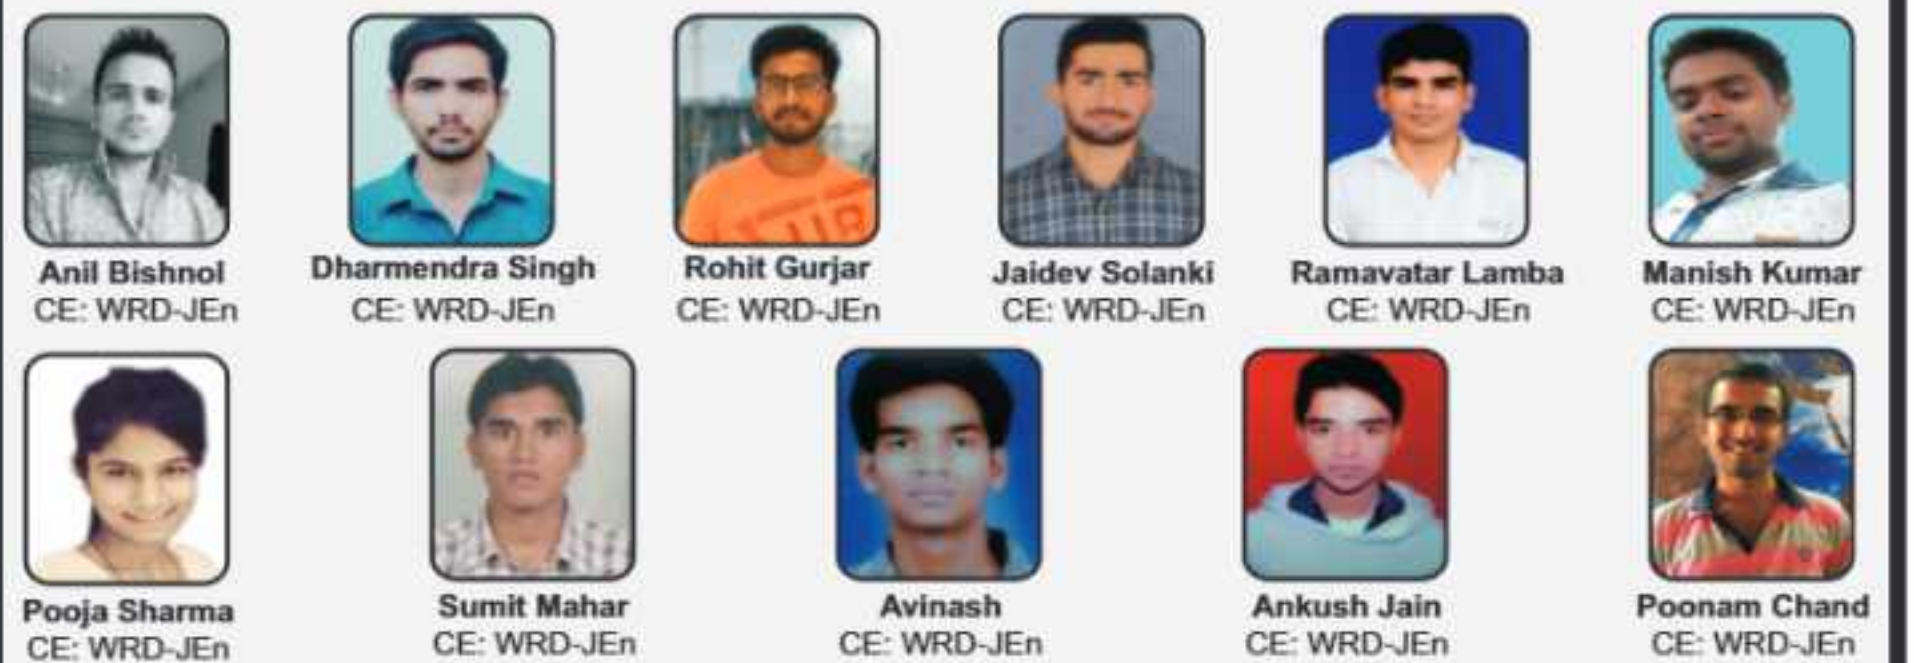 Anil Bishnol
CE: WRD-JEn
Dharmendra Singh
CE: WRD-JEn
Rohit Gurjar
CE: WRD-JEn
Jaidev Solanki
CE: WRD-JEn
Ramavatar Lamba
CE: WRD-JEn
Manish Kumar
CE: WRD-JEn
Pooja Sharma
CE: WRD-JEn
Sumit Mahar
CE: WRD-JEn
Avinash
CE: WRD-JEn
Ankush Jain
CE: WRD-JEn
Poonam Chand
CE: WRD-JEn